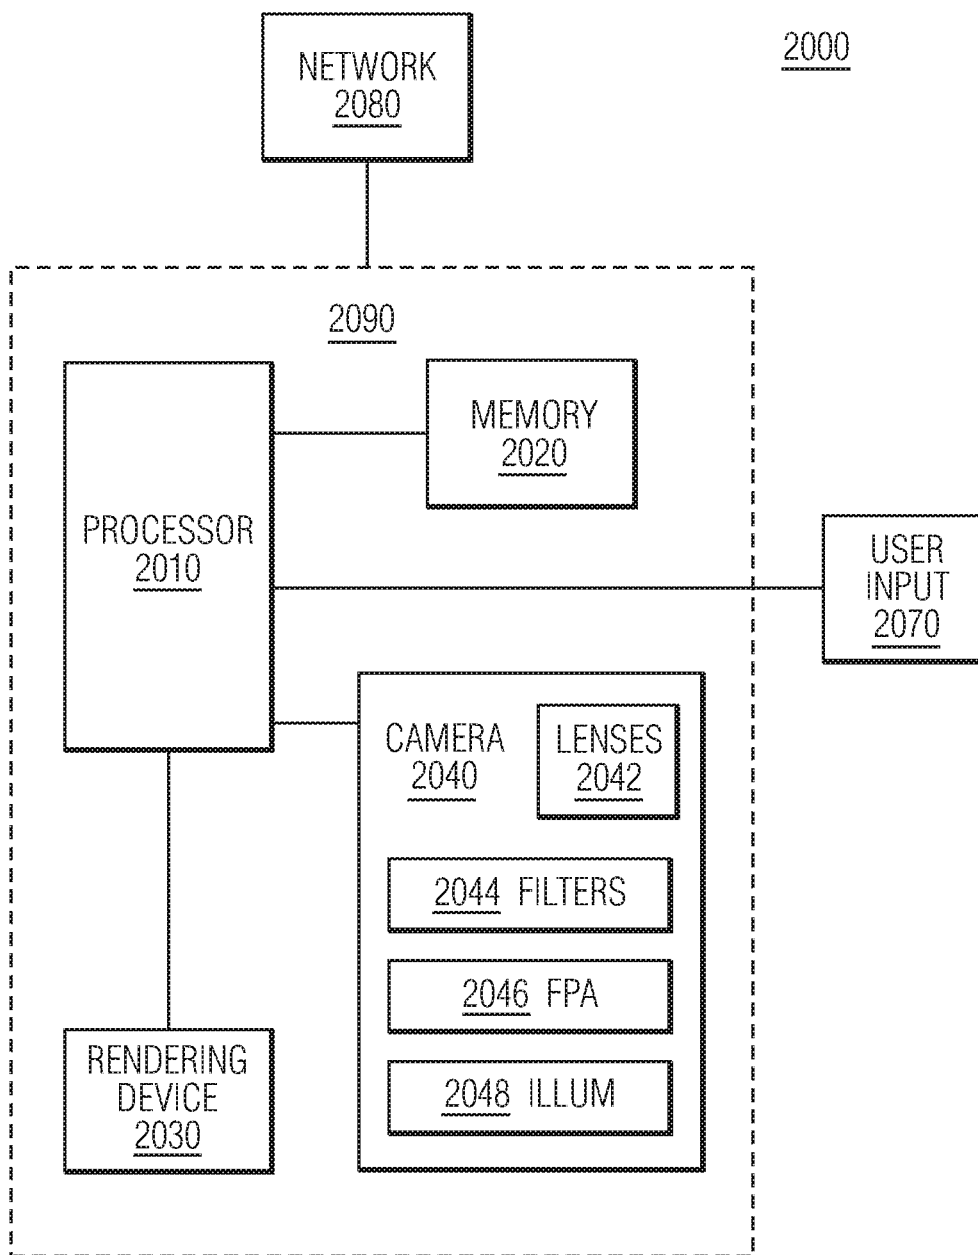 2000
NETWORK
2080
2090
PROCESSOR
2010
MEMORY
2020
USER
INPUT
2070
CAMERA
2040
LENSES
2042
2044 FILTERS
2046 FPA
2048 ILLUM
RENDERING
DEVICE
2030